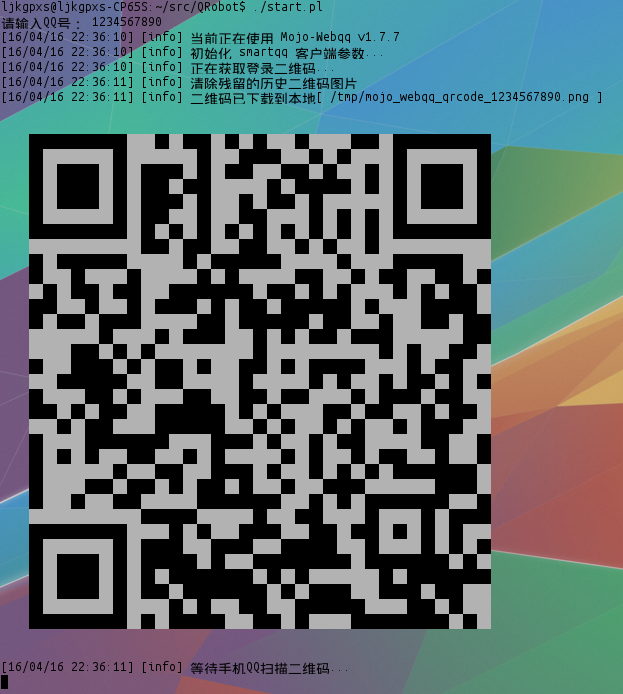 ljkgpxs@ljkgpxs-CP65S:~/src/QRobot$ ./start.pl
请输入QQ号： 1234567890
[16/04/16 22:36:10] [info] 当前正在使用 Mojo-Webqq v1.7.7
[16/04/16 22:36:10] [info] 初始化 smartqq 客户端参数...
[16/04/16 22:36:10] [info] 正在获取登录二维码...
[16/04/16 22:36:11] [info] 清除残留的历史二维码图片
[16/04/16 22:36:11] [info] 二维码已下载到本地[ /tmp/mojo_webqq_qrcode_1234567890.png ]
[16/04/16 22:36:11] [info] 等待手机QQ扫描二维码...